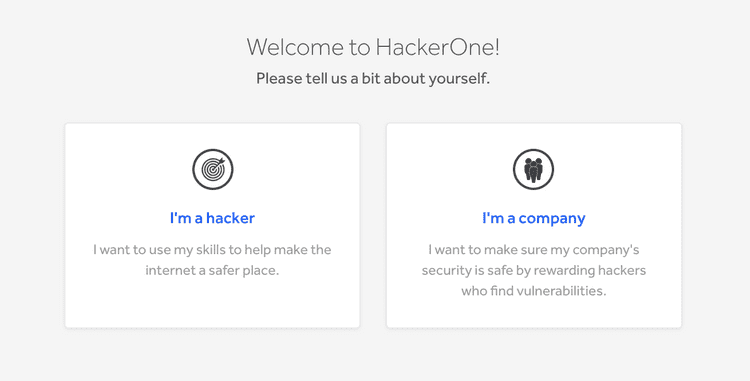 Welcome to HackerOne!
Please tell us a bit about yourself.
I'm a hacker
I want to use my skills to help make the
internet a safer place.
I'm a company
I want to make sure my company's
security is safe by rewarding hackers
who find vulnerabilities.